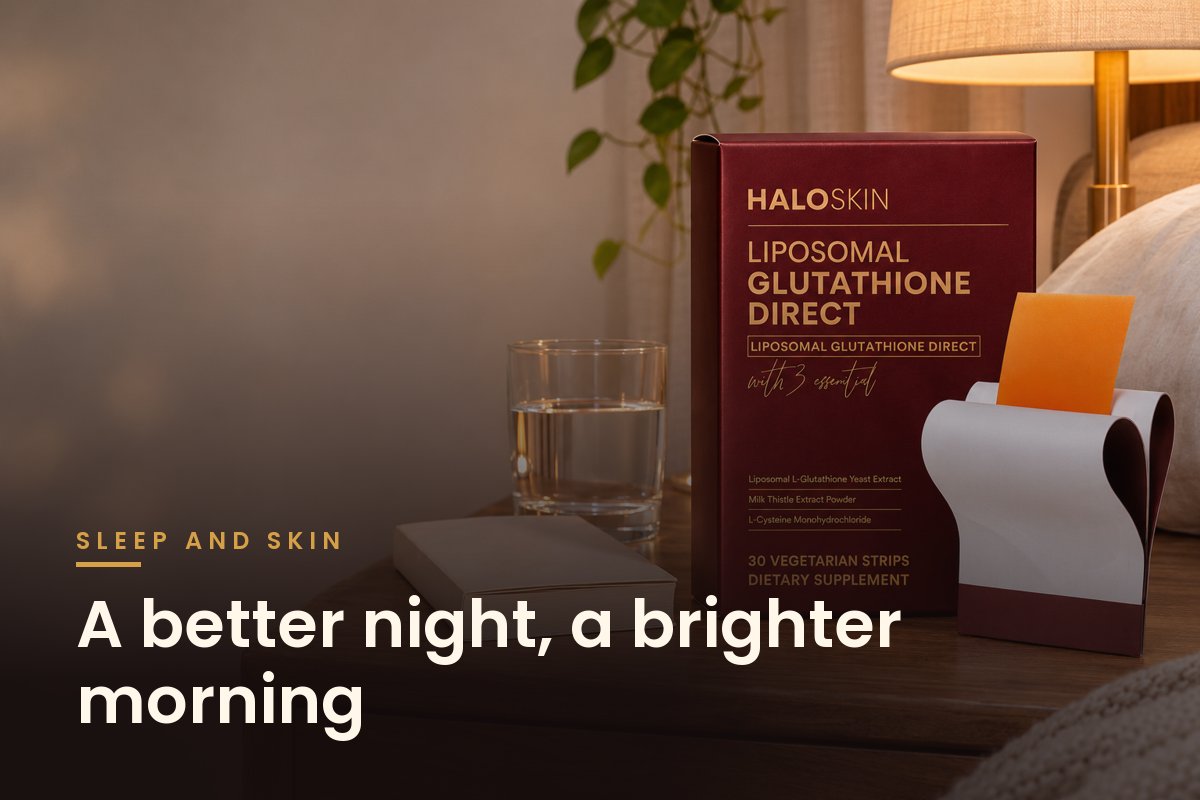 HALOSKIN
LIPOSOMAL
GLUTATHIONE
DIRECT
LIPOSOMAL GLUTATHIONE DIRECT
with 3 essential
Liposomal L-Glutathione Yeast Extract
Milk Thistle Extract Powder
L-Cysteine Monohydrochloride
30 VEGETARIAN STRIPS
DIETARY SUPPLEMENT
SLEEP AND SKIN
A better night, a brighter
morning